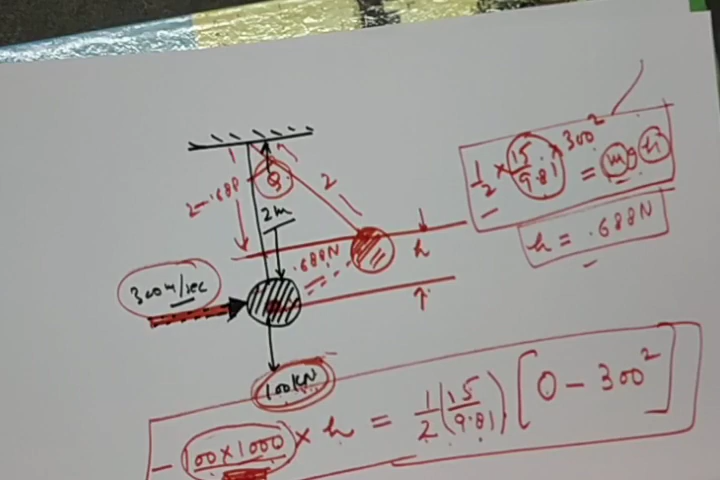 1/2 × 15/9.81 × 300² = m g h
h = .688N
2-.688
θ
2
2m
.688N
h
300m/sec
100KN
- 100×1000 × h = 1/2 (15/9.81) [0 - 300²]